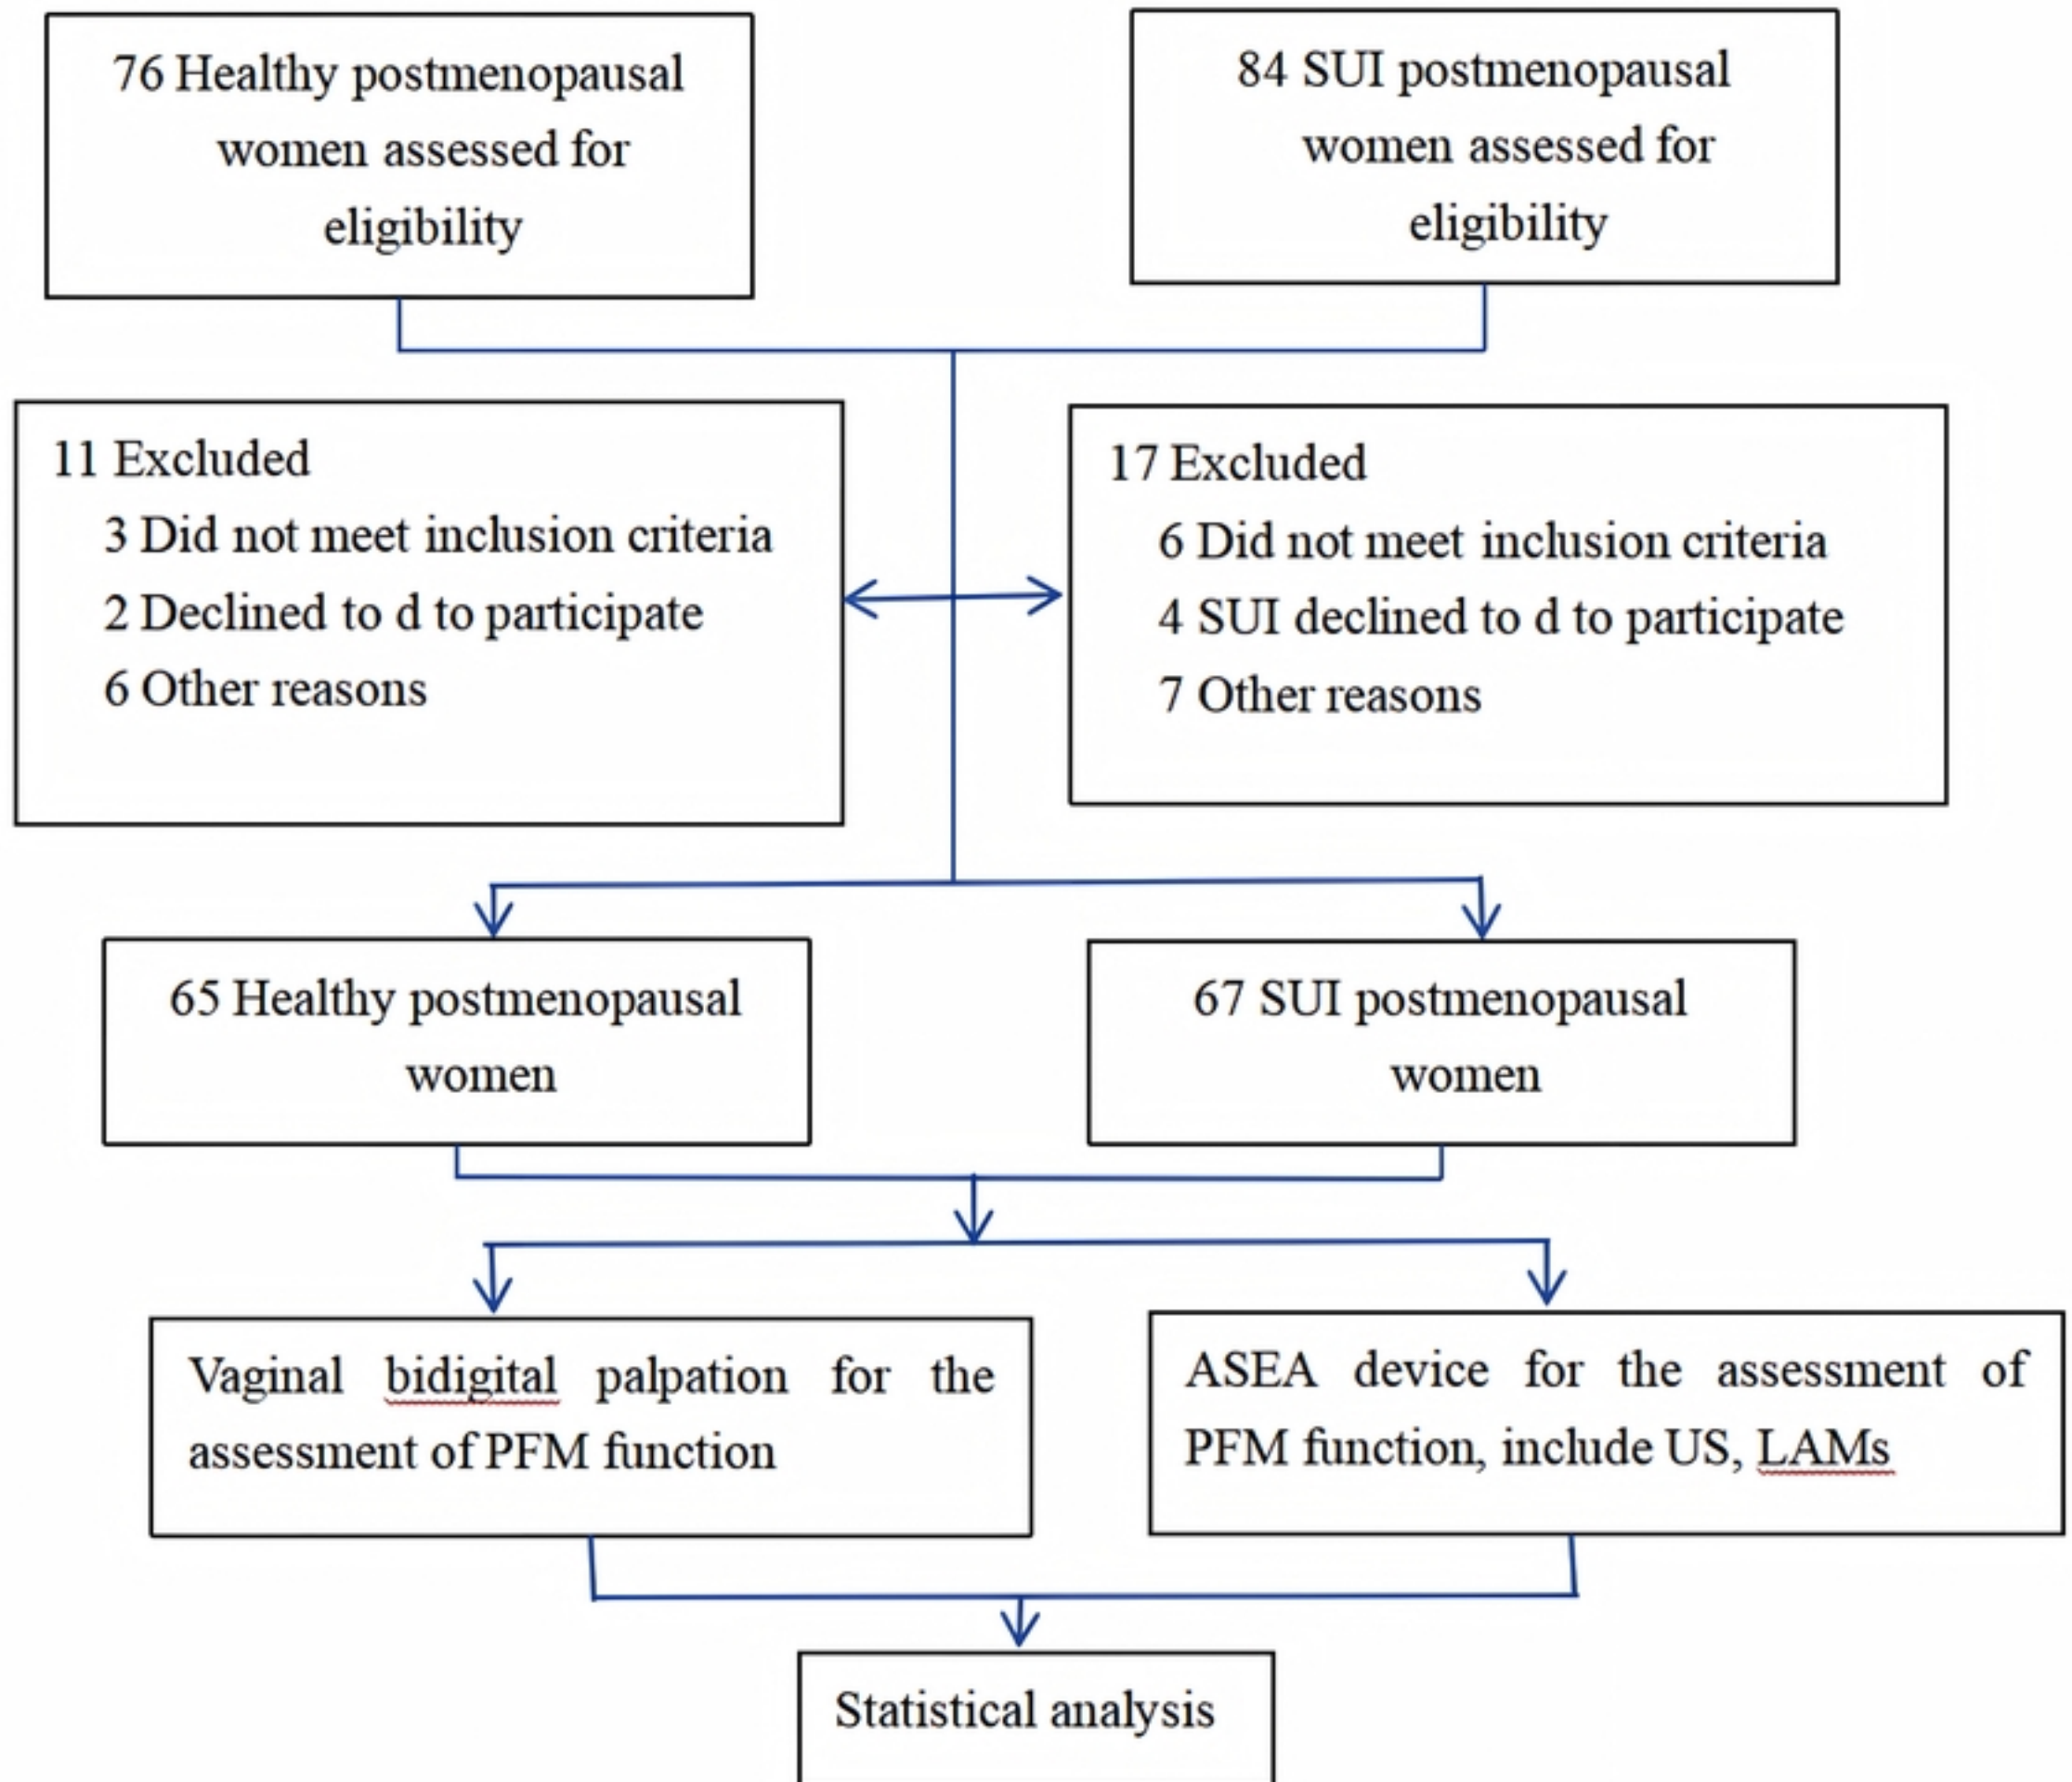 76 Healthy postmenopausal
women assessed for
eligibility
84 SUI postmenopausal
women assessed for
eligibility
11 Excluded
3 Did not meet inclusion criteria
2 Declined to d to participate
6 Other reasons
17 Excluded
6 Did not meet inclusion criteria
4 SUI declined to d to participate
7 Other reasons
65 Healthy postmenopausal
women
67 SUI postmenopausal
women
Vaginal bidigital palpation for the
assessment of PFM function
ASEA device for the assessment of
PFM function, include US, LAMs
Statistical analysis